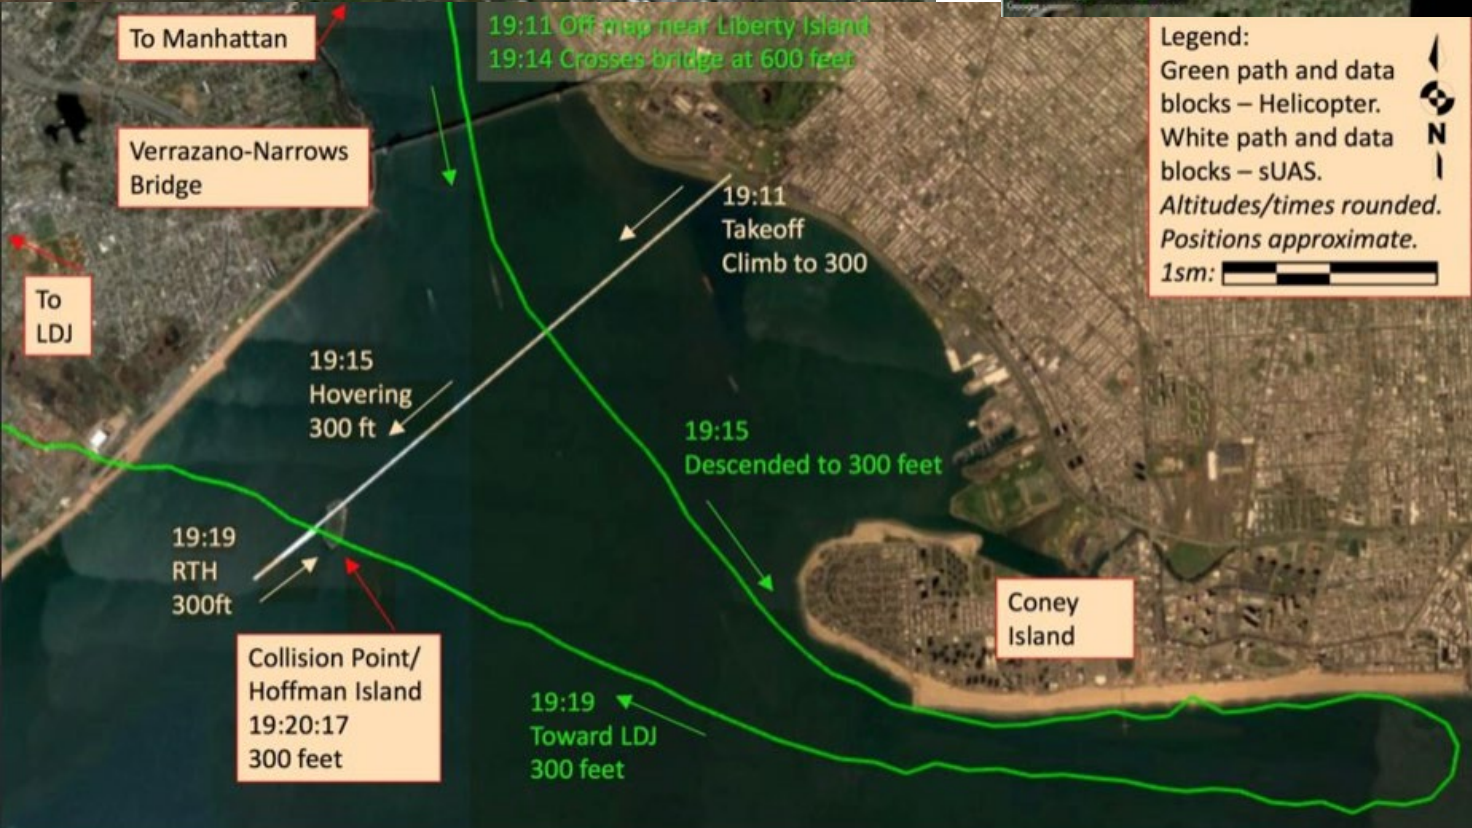 Google
To Manhattan
19:11 Off map near Liberty Island
19:14 Crosses bridge at 600 feet
Legend:
Green path and data
blocks – Helicopter.
White path and data
blocks – sUAS.
Altitudes/times rounded.
Positions approximate.
1sm:
N
Verrazano-Narrows
Bridge
19:11
Takeoff
Climb to 300
To
LDJ
19:15
Hovering
300 ft
19:15
Descended to 300 feet
19:19
RTH
300ft
Coney
Island
Collision Point/
Hoffman Island
19:20:17
300 feet
19:19
Toward LDJ
300 feet